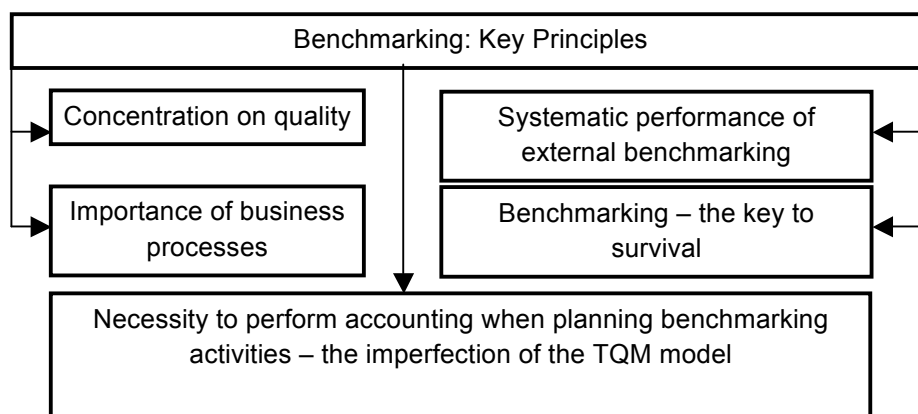 Benchmarking: Key Principles
Concentration on quality
Systematic performance of
external benchmarking
Importance of business
processes
Benchmarking – the key to
survival
Necessity to perform accounting when planning benchmarking
activities – the imperfection of the TQM model